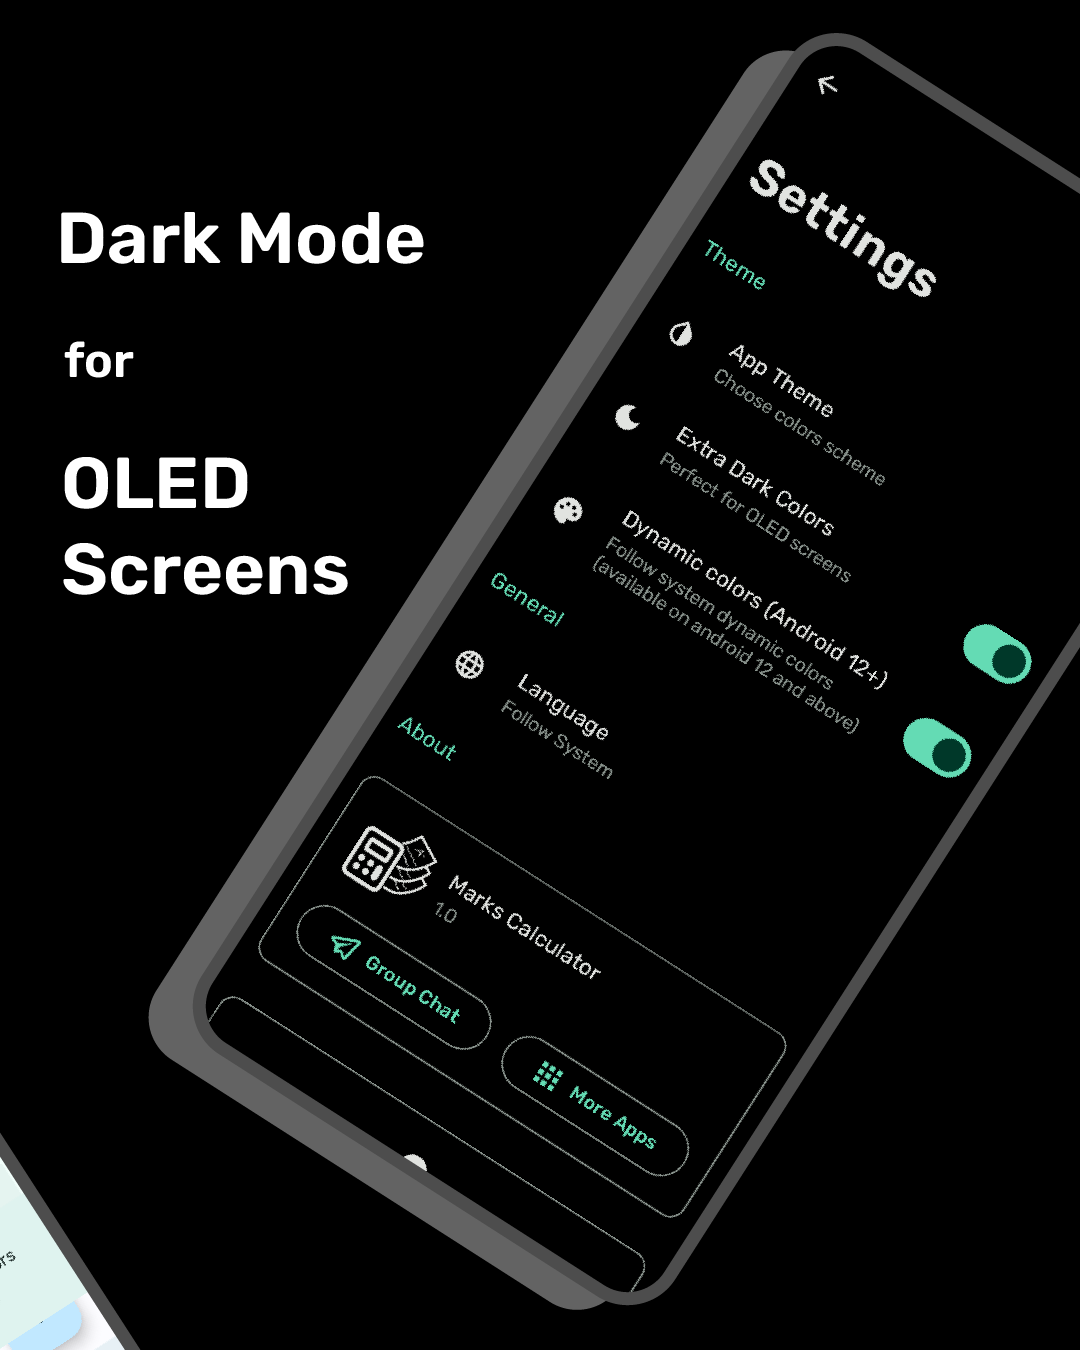 Dark Mode
for
OLED
Screens
Settings
Theme
App Theme
Choose colors scheme
Extra Dark Colors
Perfect for OLED screens
Dynamic colors (Android 12+)
Follow system dynamic colors
(available on android 12 and above)
General
Language
Follow System
About
Marks Calculator
1.0
Group Chat
More Apps